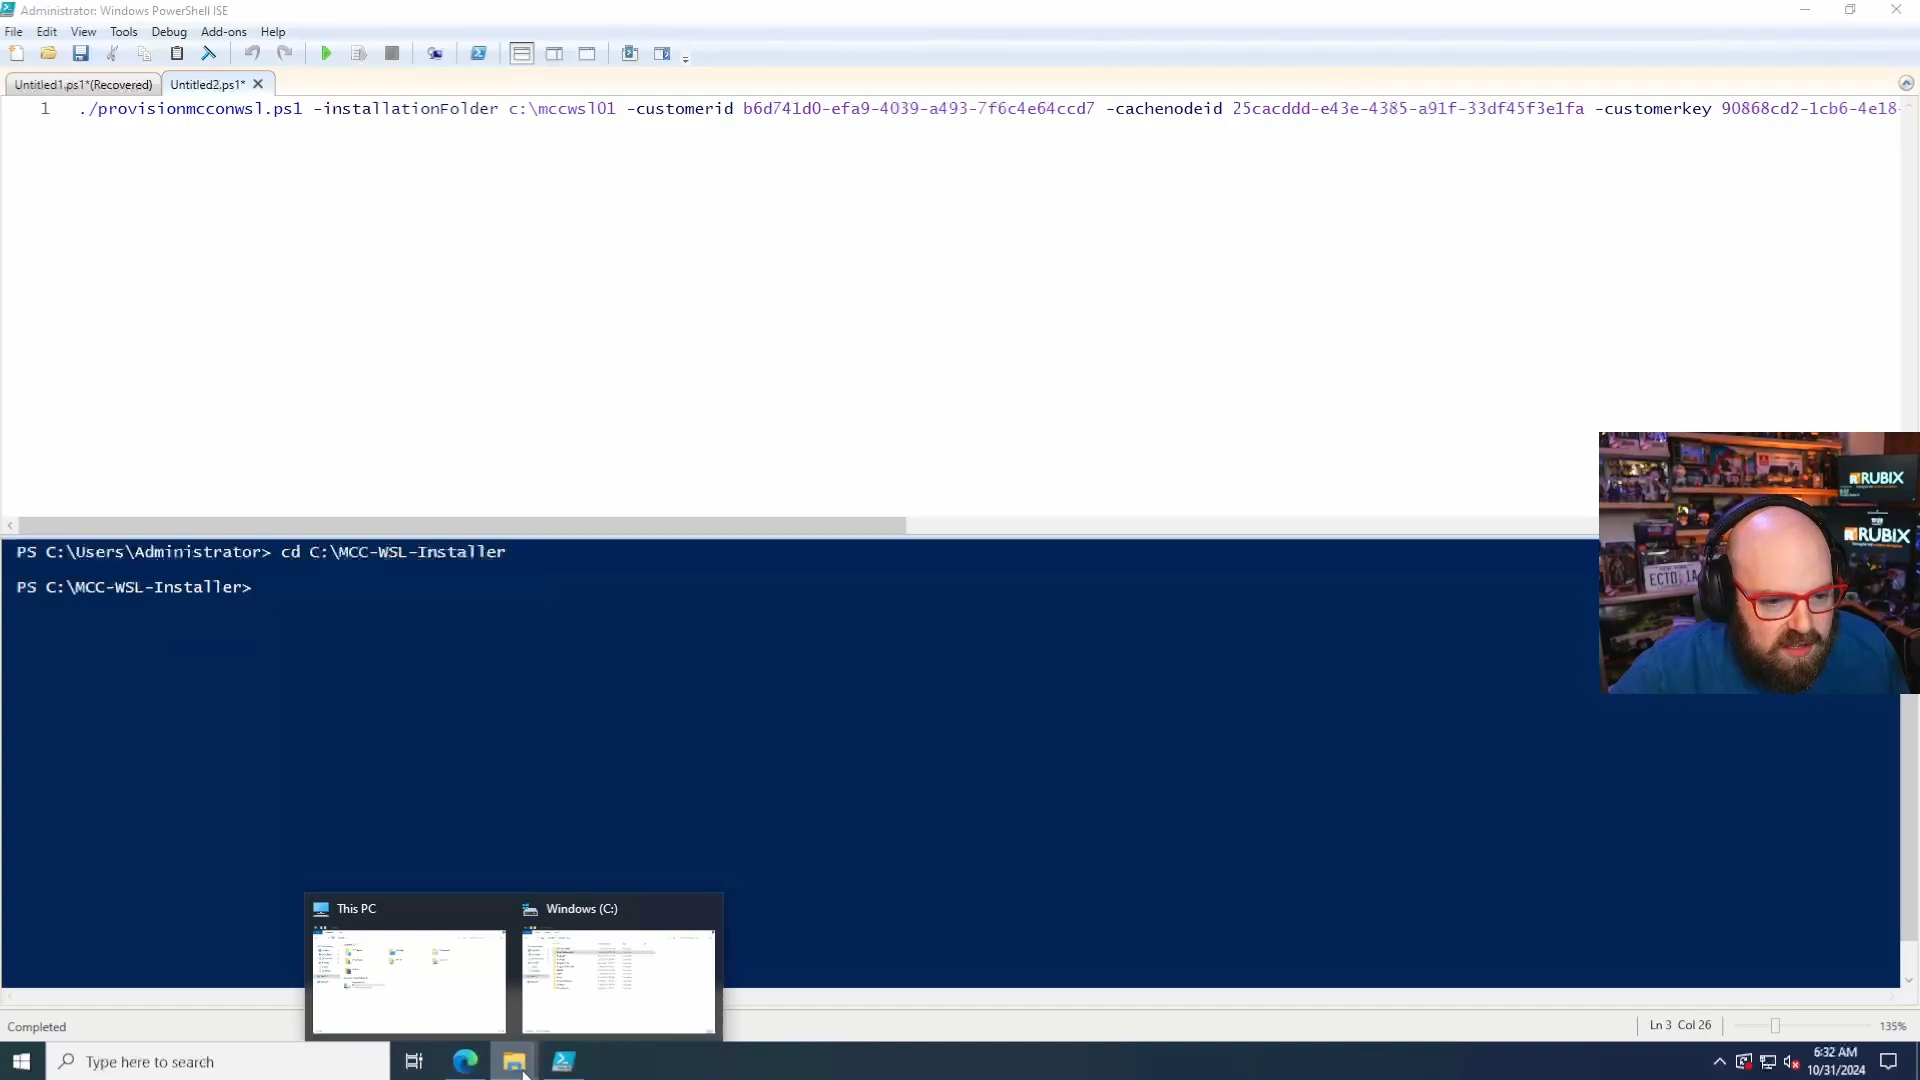 Administrator: Windows PowerShell ISE
File Edit View Tools Debug Add-ons Help
Untitled1.ps1*(Recovered) Untitled2.ps1*
1 ./provisionmcconwsl.ps1 -installationFolder c:\mccwsl01 -customerid b6d741d0-efa9-4039-a493-7f6c4e64ccd7 -cachenodeid 25cacddd-e43e-4385-a91f-33df45f3e1fa -customerkey 90868cd2-1cb6-4e18-
RUBIX
RUBIX
ECTO 1A
PS C:\Users\Administrator> cd C:\MCC-WSL-Installer
PS C:\MCC-WSL-Installer>
This PC Windows (C:)
Completed Ln 3 Col 26 135%
Type here to search
6:32 AM
10/31/2024